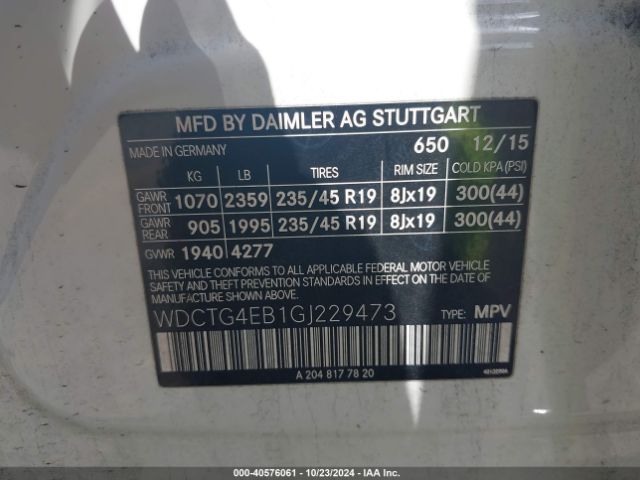 MFD BY DAIMLER AG STUTTGART
MADE IN GERMANY 650 12/15
KG LB TIRES RIM SIZE COLD KPA (PSI)
GAWR FRONT 1070 2359 235/45 R19 8Jx19 300(44)
GAWR REAR 905 1995 235/45 R19 8Jx19 300(44)
GVWR 1940 4277
THIS VEHICLE CONFORMS TO ALL APPLICABLE FEDERAL MOTOR VEHICLE
SAFETY AND THEFT PREVENTION STANDARDS IN EFFECT ON THE DATE OF
MANUFACTURE SHOWN ABOVE.
WDCTG4EB1GJ229473 TYPE: MPV
A 204 817 78 20
000-40576061 | 10/23/2024 | IAA Inc.